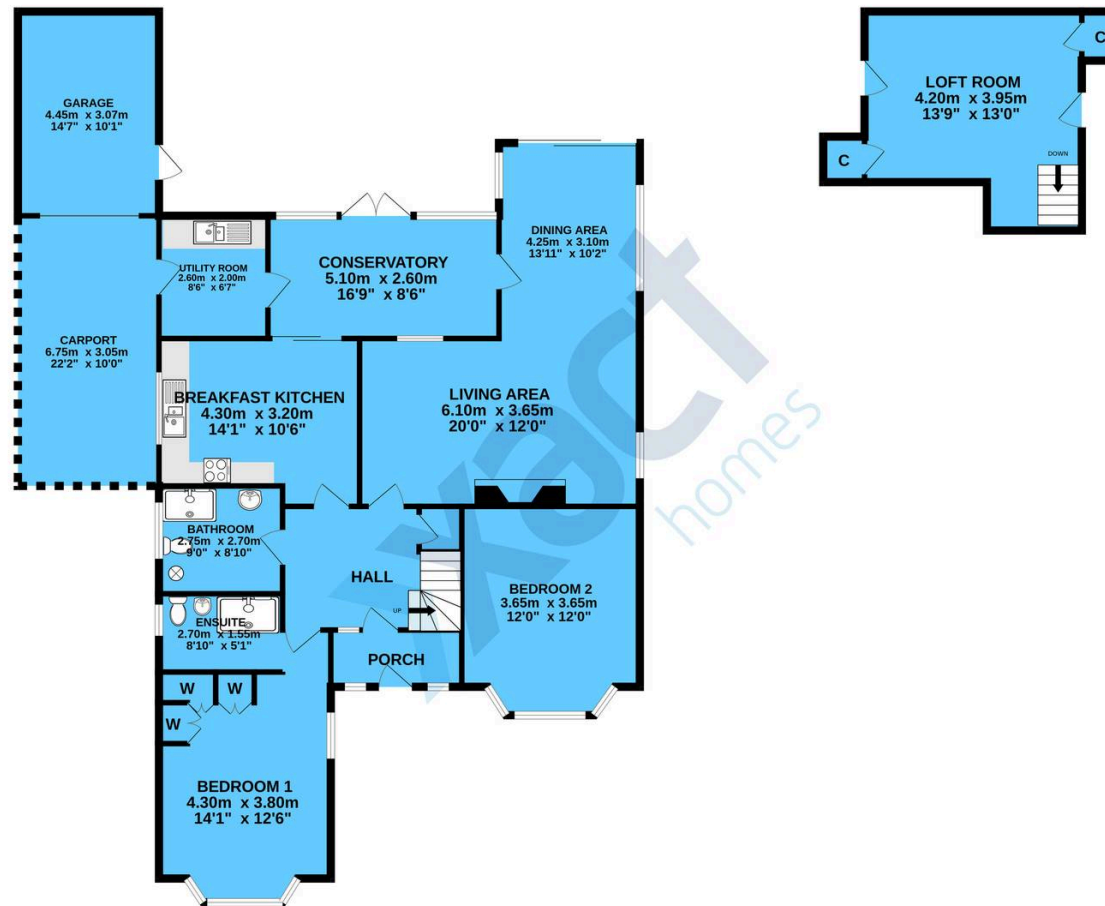 GARAGE
4.45m x 3.07m
14'7" x 10'1"
C
LOFT ROOM
4.20m x 3.95m
13'9" x 13'0"
C
DOWN
DINING AREA
4.25m x 3.10m
13'11" x 10'2"
UTILITY ROOM
2.60m x 2.00m
8'6" x 6'7"
CONSERVATORY
5.10m x 2.60m
16'9" x 8'6"
CARPORT
6.75m x 3.05m
22'2" x 10'0"
BREAKFAST KITCHEN
4.30m x 3.20m
14'1" x 10'6"
LIVING AREA
6.10m x 3.65m
20'0" x 12'0"
BATHROOM
2.75m x 2.70m
9'0" x 8'10"
HALL
UP
BEDROOM 2
3.65m x 3.65m
12'0" x 12'0"
ENSUITE
2.70m x 1.55m
8'10" x 5'1"
PORCH
W
W
W
BEDROOM 1
4.30m x 3.80m
14'1" x 12'6"
xact
homes